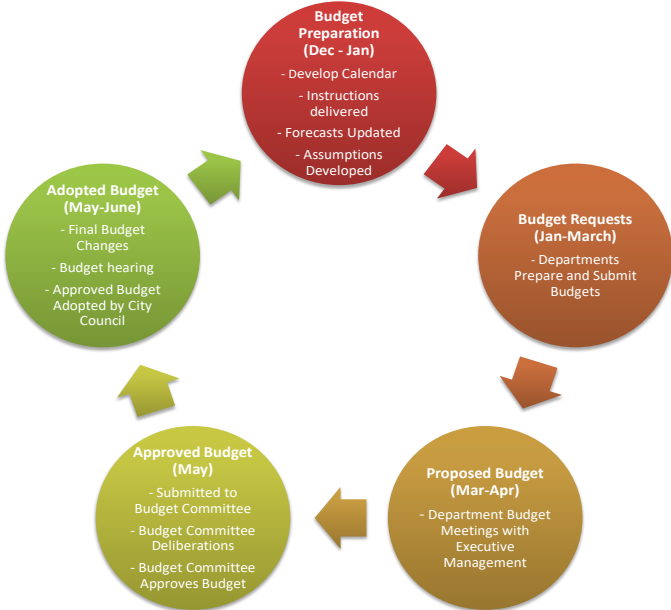 Budget
Preparation
(Dec - Jan)
- Develop Calendar
- Instructions
delivered
- Forecasts Updated
- Assumptions
Developed
Budget Requests
(Jan-March)
- Departments
Prepare and Submit
Budgets
Proposed Budget
(Mar-Apr)
- Department Budget
Meetings with
Executive
Management
Approved Budget
(May)
- Submitted to
Budget Committee
- Budget Committee
Deliberations
- Budget Committee
Approves Budget
Adopted Budget
(May-June)
- Final Budget
Changes
- Budget hearing
- Approved Budget
Adopted by City
Council